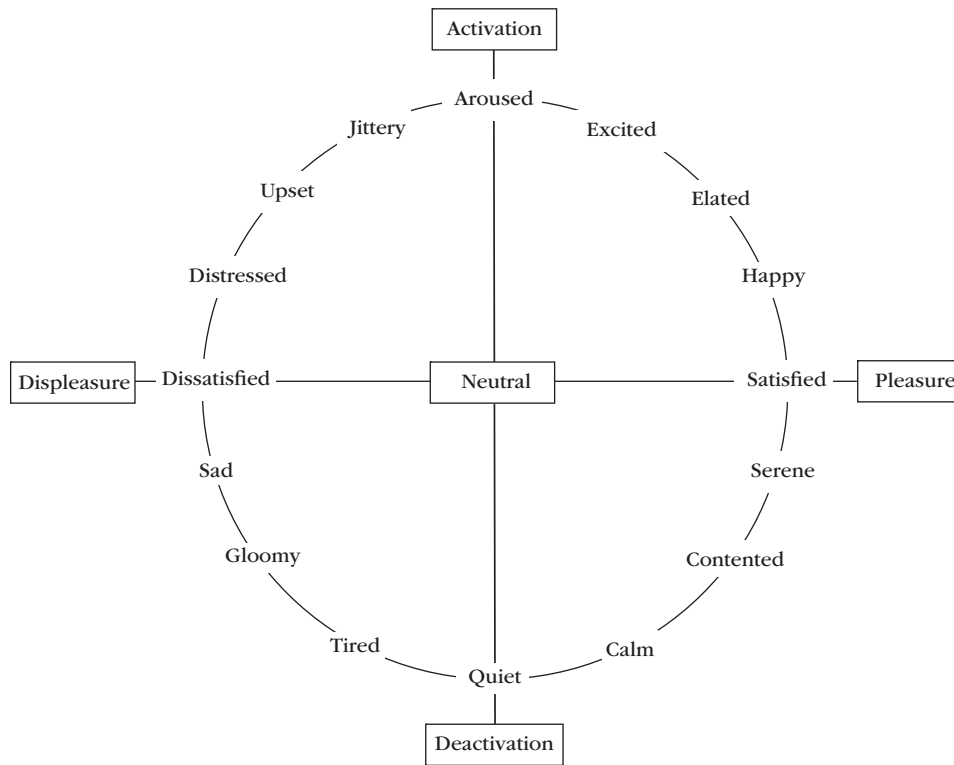 Activation
Aroused
Jittery
Excited
Upset
Elated
Distressed
Happy
Displeasure
Dissatisfied
Neutral
Satisfied
Pleasure
Sad
Serene
Gloomy
Contented
Tired
Calm
Quiet
Deactivation